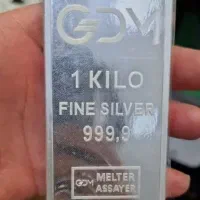 GDM
1 KILO
FINE SILVER
999,9
GDM MELTER
ASSAYER